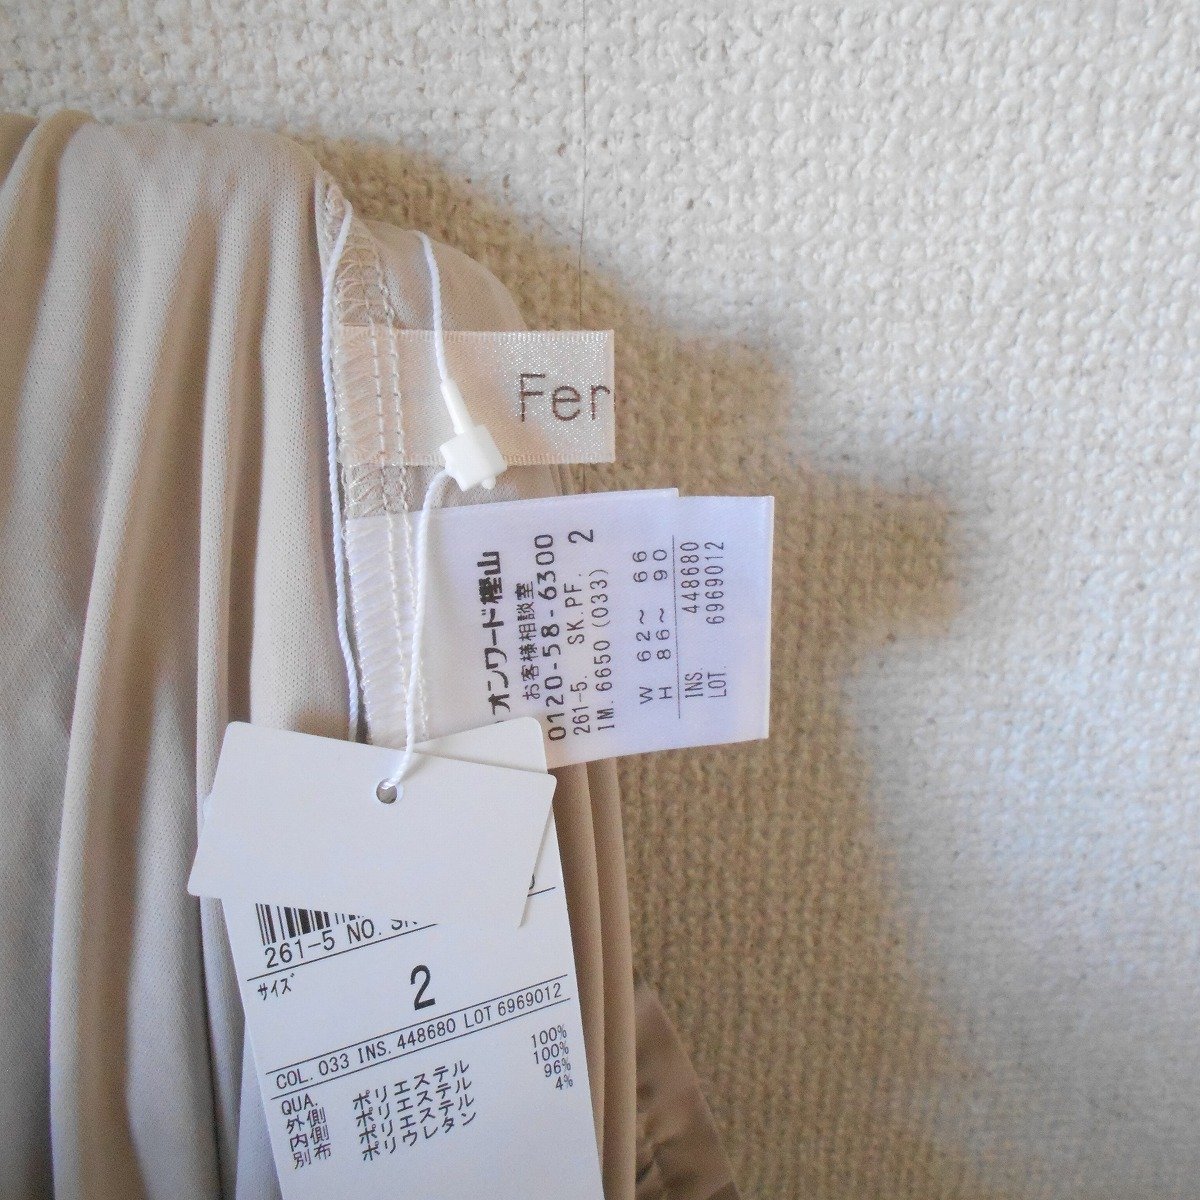 Fer
オンワード樫山
お客様相談室
0120-58-6300
261-5. SK.PF. 2
IM.6650(033)
W 62~ 66
H 86~ 90
INS. 448680
LOT. 6969012
261-5 NO.
サイズ
2
COL. 033 INS. 448680 LOT 6969012
QUA.
外側 ポリエステル 100%
内側 ポリエステル 100%
別布 ポリエステル 96%
ポリウレタン 4%